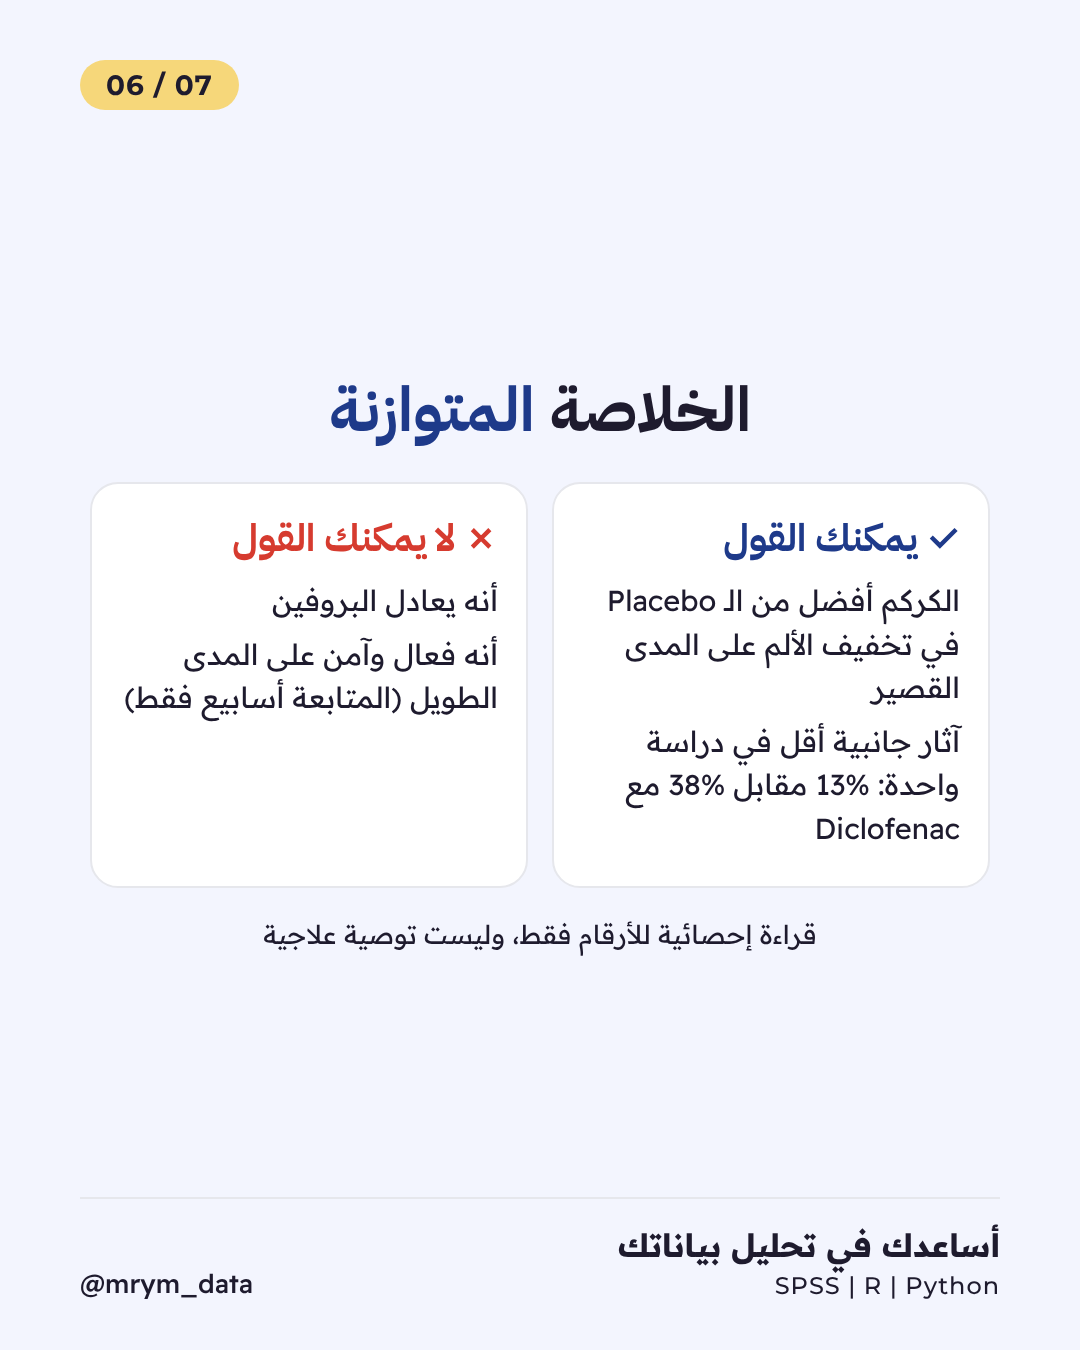 06 / 07
الخلاصة المتوازنة
✓ يمكنك القول
الكركم أفضل من الـ Placebo
في تخفيف الألم على المدى
القصير
آثار جانبية أقل في دراسة
واحدة: 13% مقابل 38% مع
Diclofenac
× لا يمكنك القول
أنه يعادل البروفين
أنه فعال وآمن على المدى
الطويل (المتابعة أسابيع فقط)
قراءة إحصائية للأرقام فقط، وليست توصية علاجية
أساعدك في تحليل بياناتك
SPSS | R | Python
@mrym_data